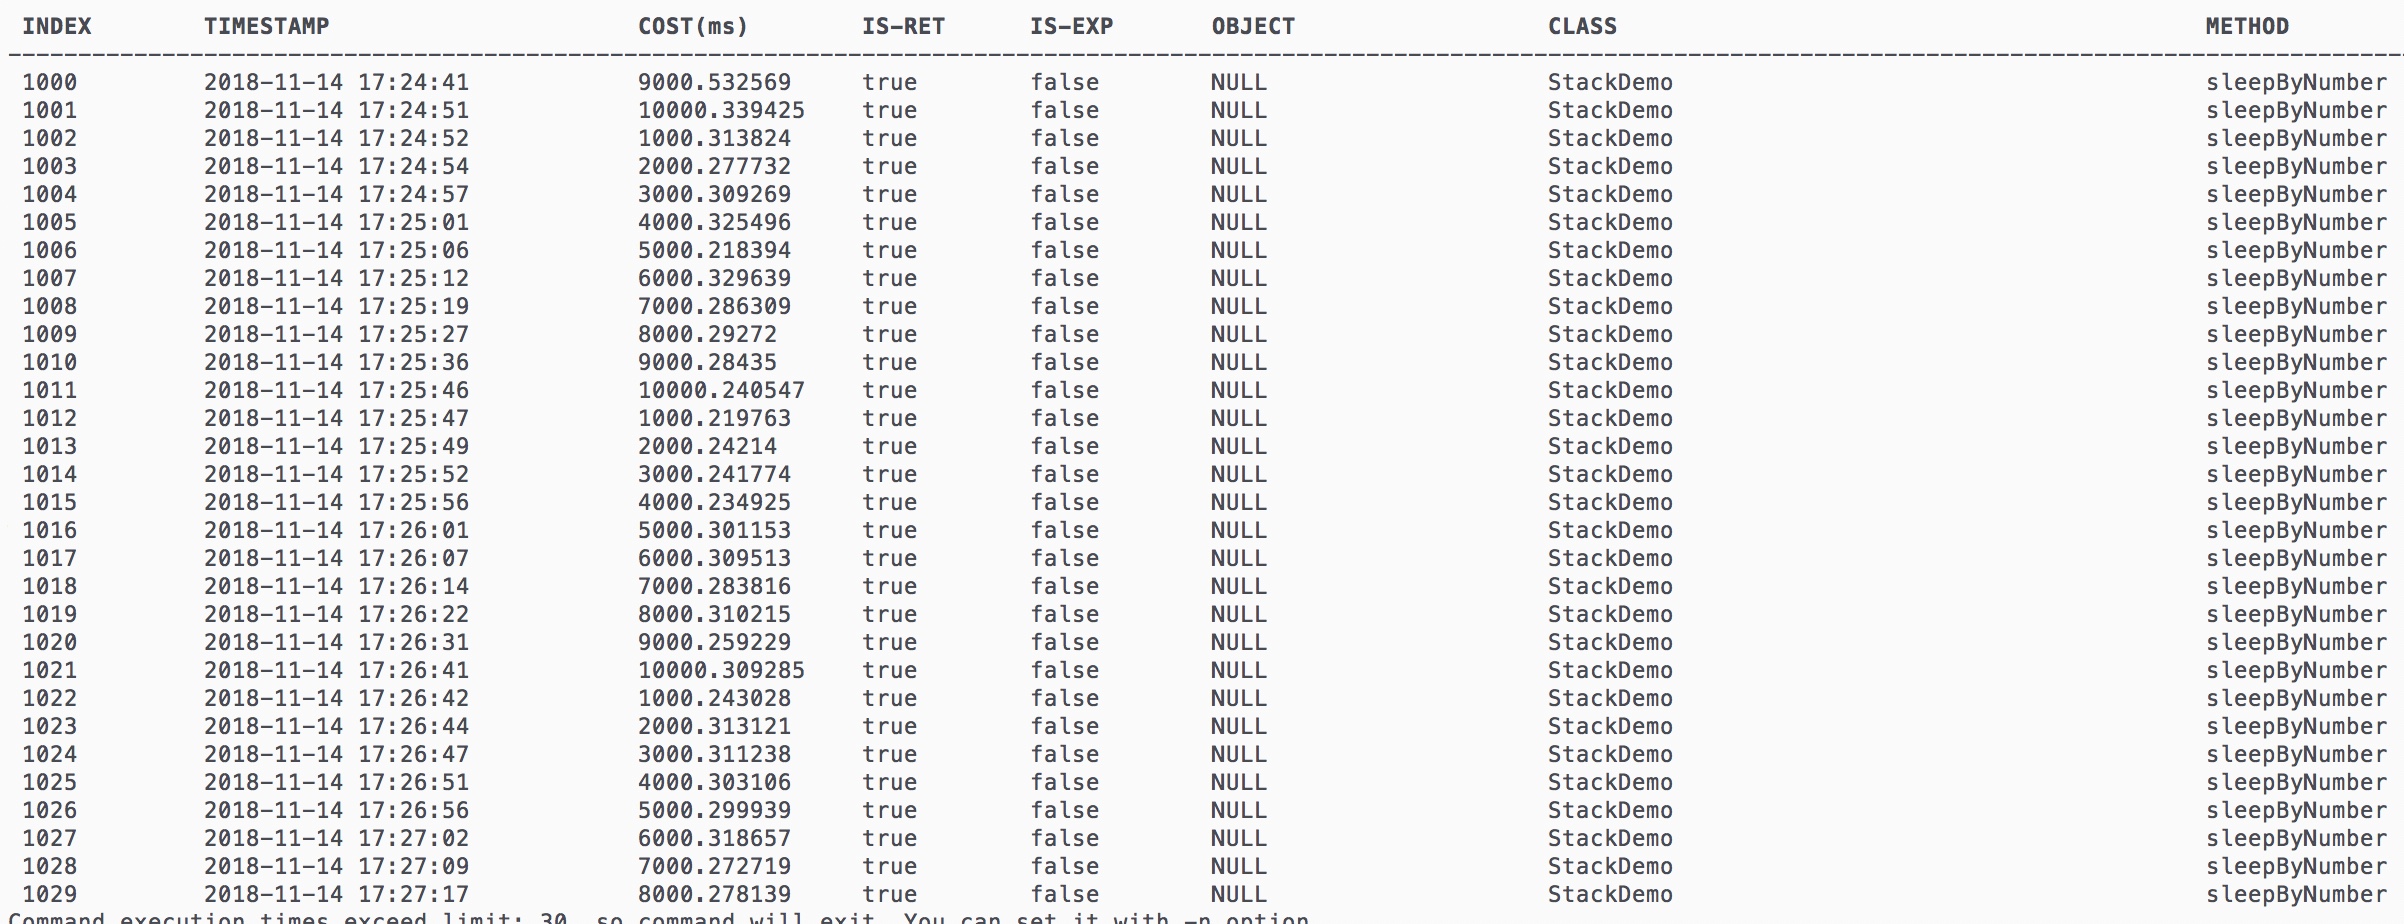 INDEX TIMESTAMP COST(ms) IS-RET IS-EXP OBJECT CLASS METHOD
1000 2018-11-14 17:24:41 9000.532569 true false NULL StackDemo sleepByNumber
1001 2018-11-14 17:24:51 10000.339425 true false NULL StackDemo sleepByNumber
1002 2018-11-14 17:24:52 1000.313824 true false NULL StackDemo sleepByNumber
1003 2018-11-14 17:24:54 2000.277732 true false NULL StackDemo sleepByNumber
1004 2018-11-14 17:24:57 3000.309269 true false NULL StackDemo sleepByNumber
1005 2018-11-14 17:25:01 4000.325496 true false NULL StackDemo sleepByNumber
1006 2018-11-14 17:25:06 5000.218394 true false NULL StackDemo sleepByNumber
1007 2018-11-14 17:25:12 6000.329639 true false NULL StackDemo sleepByNumber
1008 2018-11-14 17:25:19 7000.286309 true false NULL StackDemo sleepByNumber
1009 2018-11-14 17:25:27 8000.29272 true false NULL StackDemo sleepByNumber
1010 2018-11-14 17:25:36 9000.28435 true false NULL StackDemo sleepByNumber
1011 2018-11-14 17:25:46 10000.240547 true false NULL StackDemo sleepByNumber
1012 2018-11-14 17:25:47 1000.219763 true false NULL StackDemo sleepByNumber
1013 2018-11-14 17:25:49 2000.24214 true false NULL StackDemo sleepByNumber
1014 2018-11-14 17:25:52 3000.241774 true false NULL StackDemo sleepByNumber
1015 2018-11-14 17:25:56 4000.234925 true false NULL StackDemo sleepByNumber
1016 2018-11-14 17:26:01 5000.301153 true false NULL StackDemo sleepByNumber
1017 2018-11-14 17:26:07 6000.309513 true false NULL StackDemo sleepByNumber
1018 2018-11-14 17:26:14 7000.283816 true false NULL StackDemo sleepByNumber
1019 2018-11-14 17:26:22 8000.310215 true false NULL StackDemo sleepByNumber
1020 2018-11-14 17:26:31 9000.259229 true false NULL StackDemo sleepByNumber
1021 2018-11-14 17:26:41 10000.309285 true false NULL StackDemo sleepByNumber
1022 2018-11-14 17:26:42 1000.243028 true false NULL StackDemo sleepByNumber
1023 2018-11-14 17:26:44 2000.313121 true false NULL StackDemo sleepByNumber
1024 2018-11-14 17:26:47 3000.311238 true false NULL StackDemo sleepByNumber
1025 2018-11-14 17:26:51 4000.303106 true false NULL StackDemo sleepByNumber
1026 2018-11-14 17:26:56 5000.299939 true false NULL StackDemo sleepByNumber
1027 2018-11-14 17:27:02 6000.318657 true false NULL StackDemo sleepByNumber
1028 2018-11-14 17:27:09 7000.272719 true false NULL StackDemo sleepByNumber
1029 2018-11-14 17:27:17 8000.278139 true false NULL StackDemo sleepByNumber
Command execution times exceed limit: 30, so command will exit. You can set it with -n option.